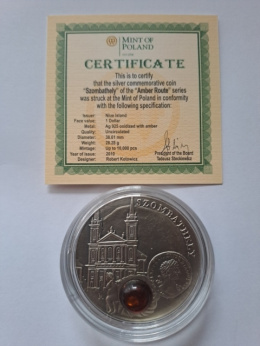 MINT OF
POLAND
CERTIFICATE
This is to certify
that the silver commemorative coin
"Szombathely" of the "Amber Route" series
was struck at the Mint of Poland in conformity
with the following specification:
Issuer: Niue Island
Face value: 1 Dollar
Metal: Ag 925 oxidized with amber
Quality: Uncirculated
Diameter: 38.61 mm
Weight: 28.28 g
Mintage: Up to 10,000 pcs
Year of issue:
Designer: Robert Kotowicz
President of the Board
Tadeusz Steckiewicz
SZOMBATHELY